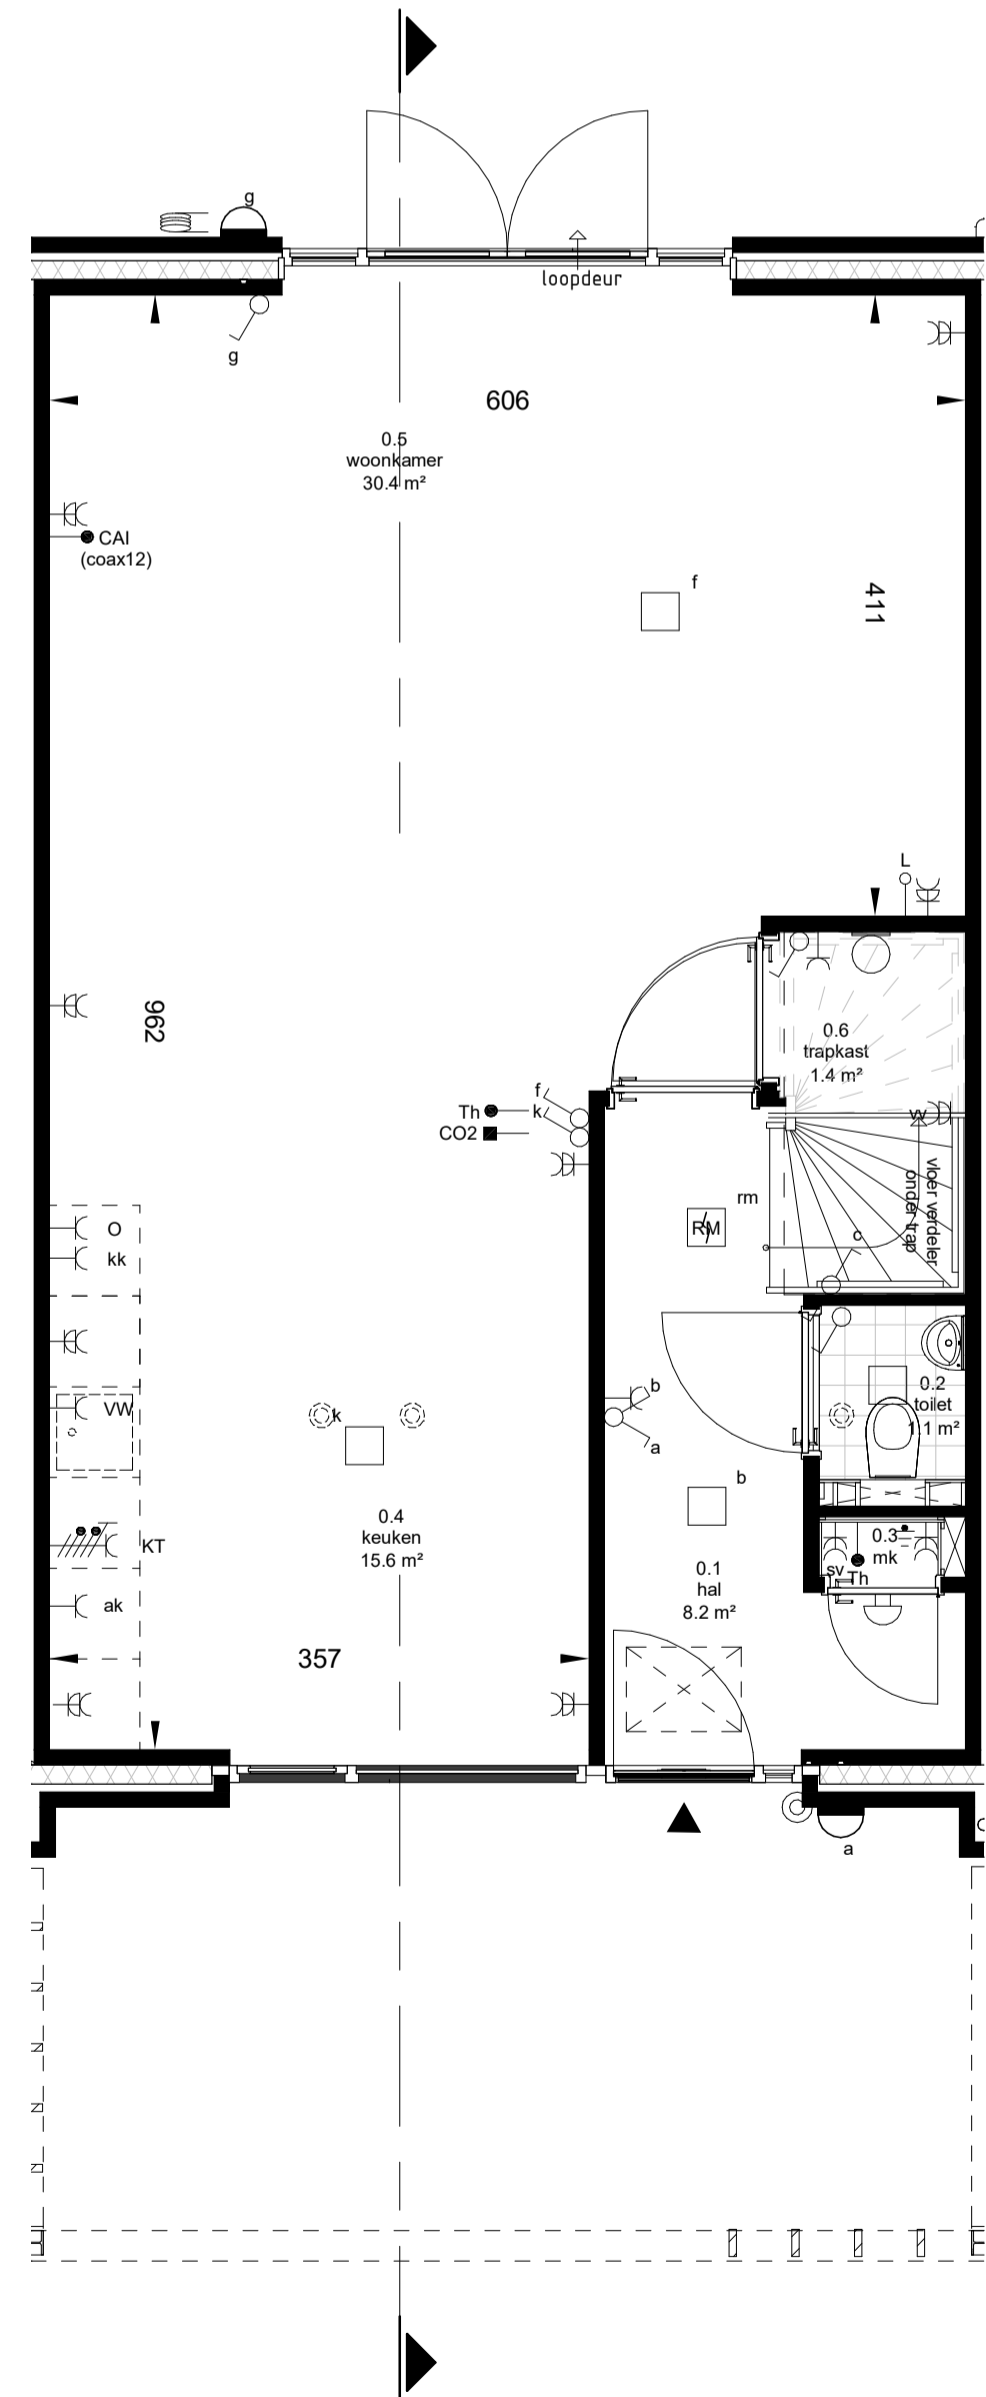 g
loopdeur
g
606
0.5
woonkamer
30.4 m²
CAI
(coax12)
f
411
L
962
0.6
trapkast
1.4 m²
f
Th
k
CO2
vv
vloer verdeler
onder trap
rm
RM
c
O
kk
VW
k
b
a
0.2
toilet
1.1 m²
b
0.4
keuken
15.6 m²
KT
0.3
mk
sv
Th
0.1
hal
8.2 m²
ak
357
a